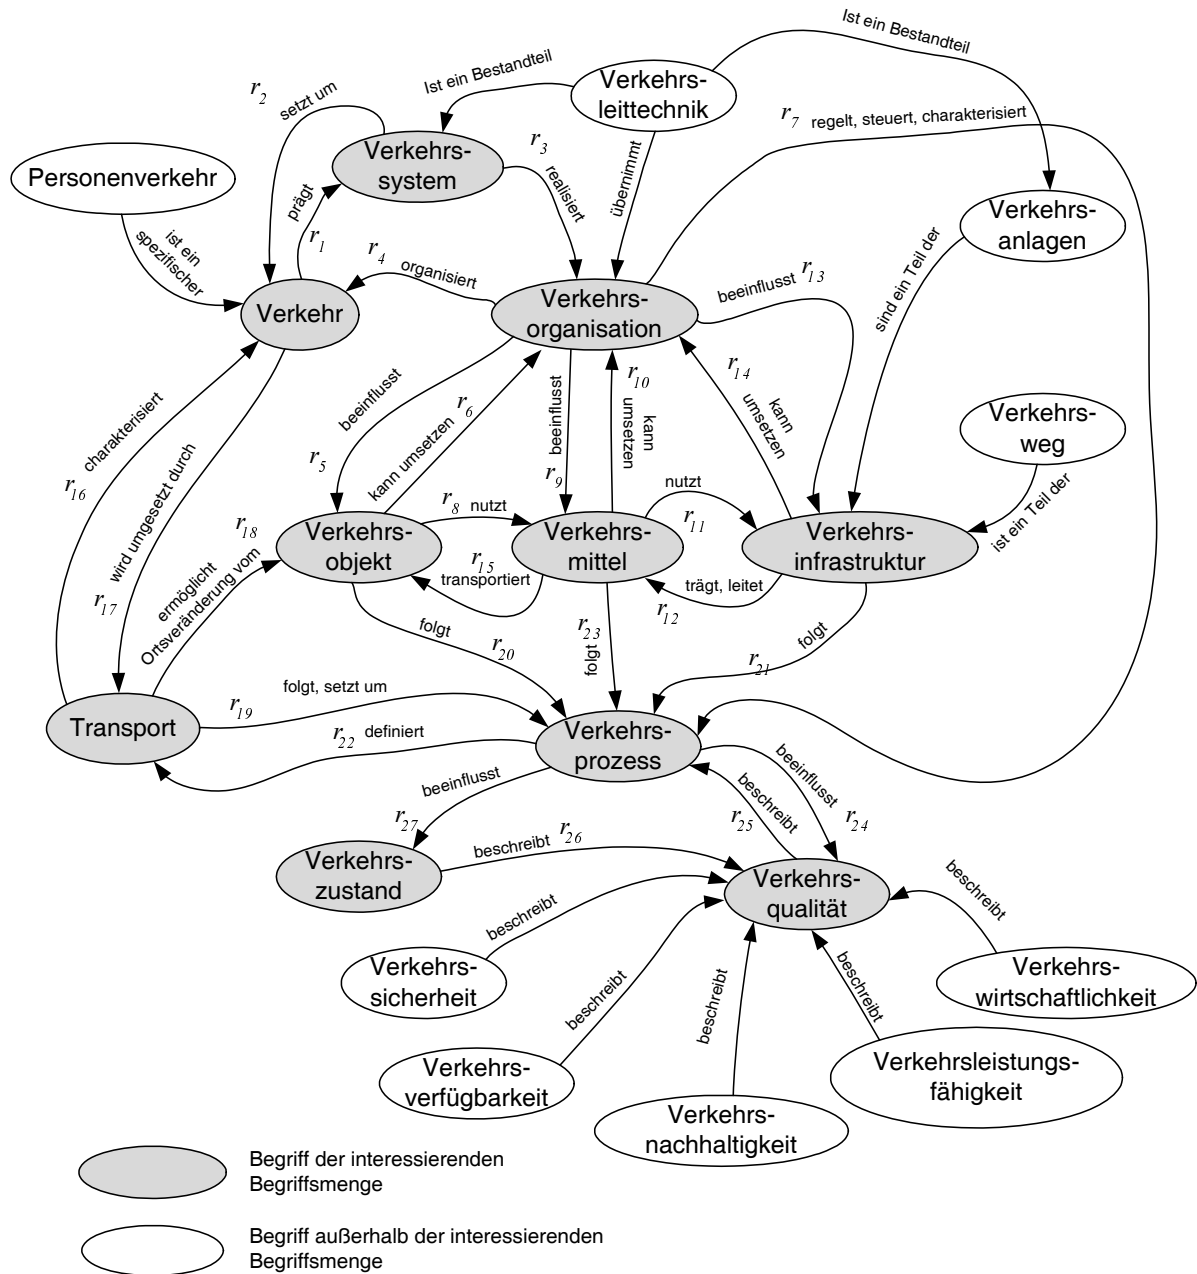 Ist ein Bestandteil
Ist ein Bestandteil
Verkehrs-
leittechnik
r2 setzt um
r7 regelt, steuert, charakterisiert
Verkehrs-
system
r3 realisiert
übernimmt
Personenverkehr
prägt
r1
Verkehrs-
anlagen
ist ein
spezifischer
r4 organisiert
beeinflusst r13
sind ein Teil der
Verkehr
Verkehrs-
organisation
r16 charakterisiert
wird umgesetzt durch
r17
beeinflusst
r5
kann umsetzen r6
beeinflusst
r9
r10
kann
umsetzen
r14
kann
umsetzen
Verkehrs-
weg
ist ein Teil der
r18
ermöglicht
Ortsveränderung vom
r8 nutzt
nutzt
r11
Verkehrs-
objekt
Verkehrs-
mittel
Verkehrs-
infrastruktur
r15
transportiert
trägt, leitet
r12
folgt
r20
r23
folgt
folgt
r21
Transport
folgt, setzt um
r19
r22 definiert
Verkehrs-
prozess
beeinflusst
r27
beeinflusst
r24
beschreibt
r25
Verkehrs-
zustand
beschreibt r26
Verkehrs-
qualität
beschreibt
beschreibt
beschreibt
beschreibt
beschreibt
Verkehrs-
sicherheit
Verkehrs-
wirtschaftlichkeit
Verkehrs-
verfügbarkeit
Verkehrsleistungs-
fähigkeit
Verkehrs-
nachhaltigkeit
Begriff der interessierenden
Begriffsmenge
Begriff außerhalb der interessierenden
Begriffsmenge